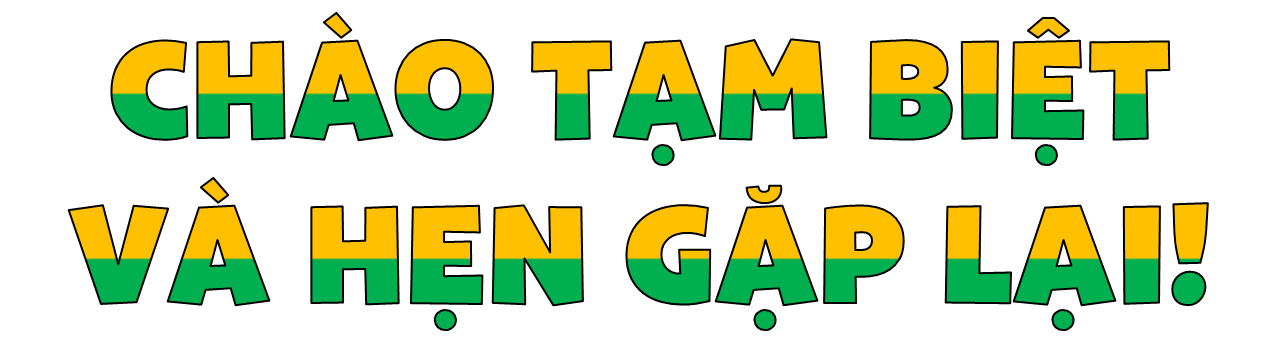 CHÀO TẠM BIỆT
VÀ HẸN GẶP LẠI!